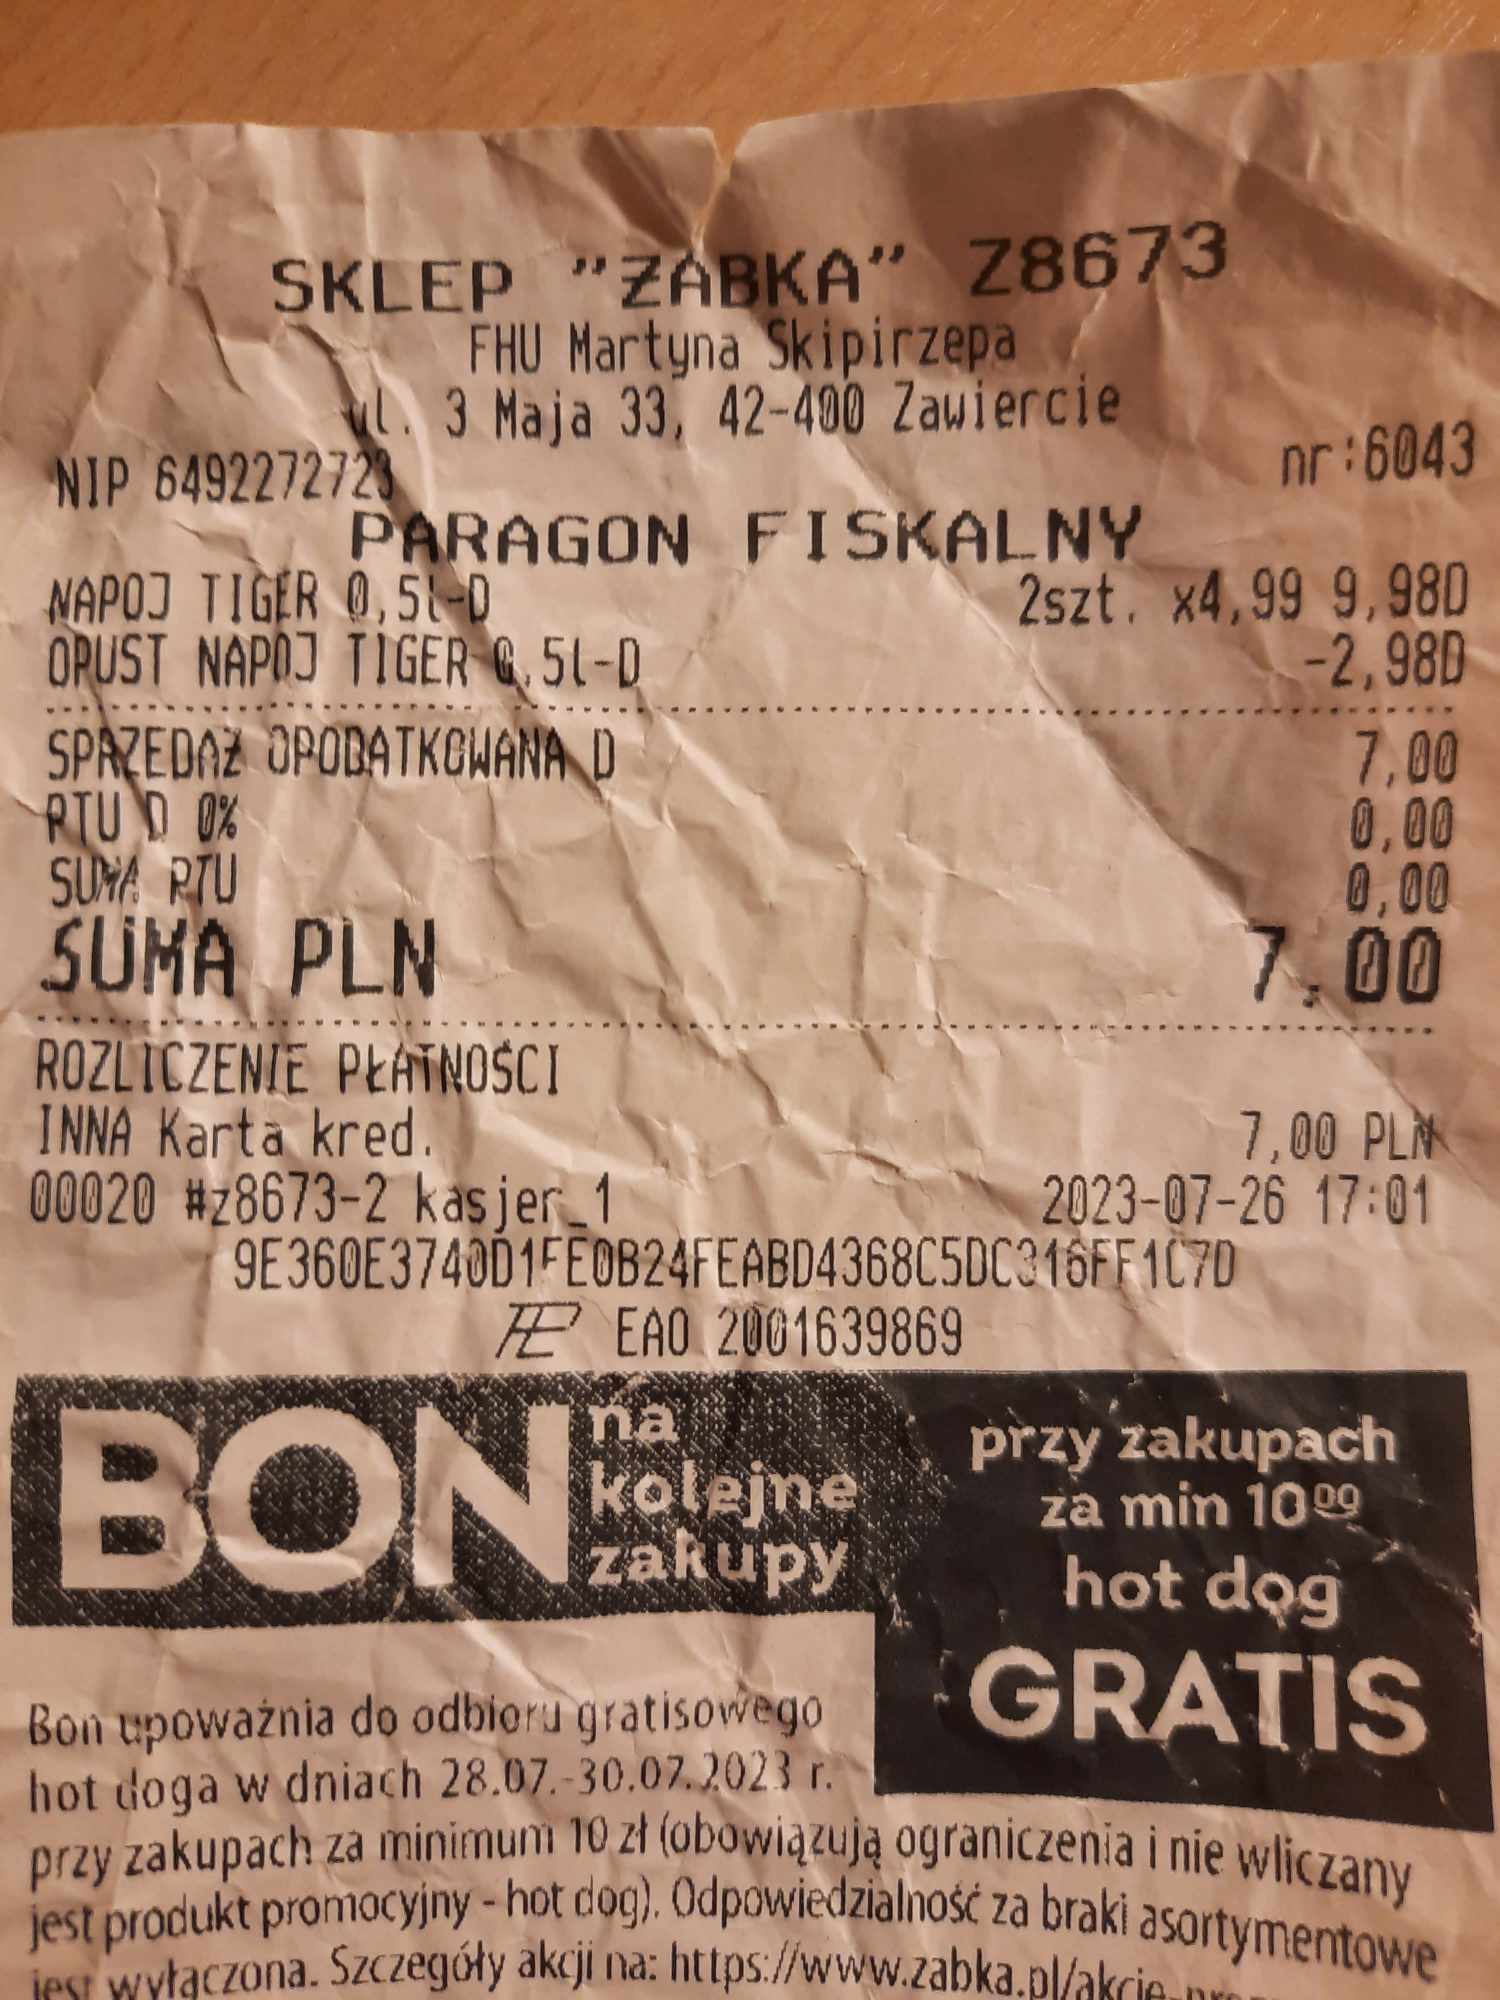 SKLEP "ŻABKA" Z8673
FHU Martyna Skipirzepa
ul. 3 Maja 33, 42-400 Zawiercie
NIP 6492272723 nr:6043
PARAGON FISKALNY
NAPOJ TIGER 0,5l-D 2szt. x4,99 9,98D
OPUST NAPOJ TIGER 0,5l-D -2,98D
SPRZEDAŻ OPODATKOWANA D 7,00
PTU D 0% 0,00
SUMA PTU 0,00
SUMA PLN 7,00
ROZLICZENIE PŁATNOŚCI
INNA Karta kred. 7,00 PLN
00020 #z8673-2 kasjer_1 2023-07-26 17:01
9E360E3740D1FE0B24FEABD4368C5DC316FF1C7D
EAO 2001639869
BON na
kolejne
zakupy
przy zakupach
za min 10⁰⁰
hot dog
GRATIS
Bon upoważnia do odbioru gratisowego
hot doga w dniach 28.07.-30.07.2023 r.
przy zakupach za minimum 10 zł (obowiązują ograniczenia i nie wliczany
jest produkt promocyjny - hot dog). Odpowiedzialność za braki asortymentowe
jest wyłączona. Szczegóły akcji na: https://www.zabka.pl/akcje-